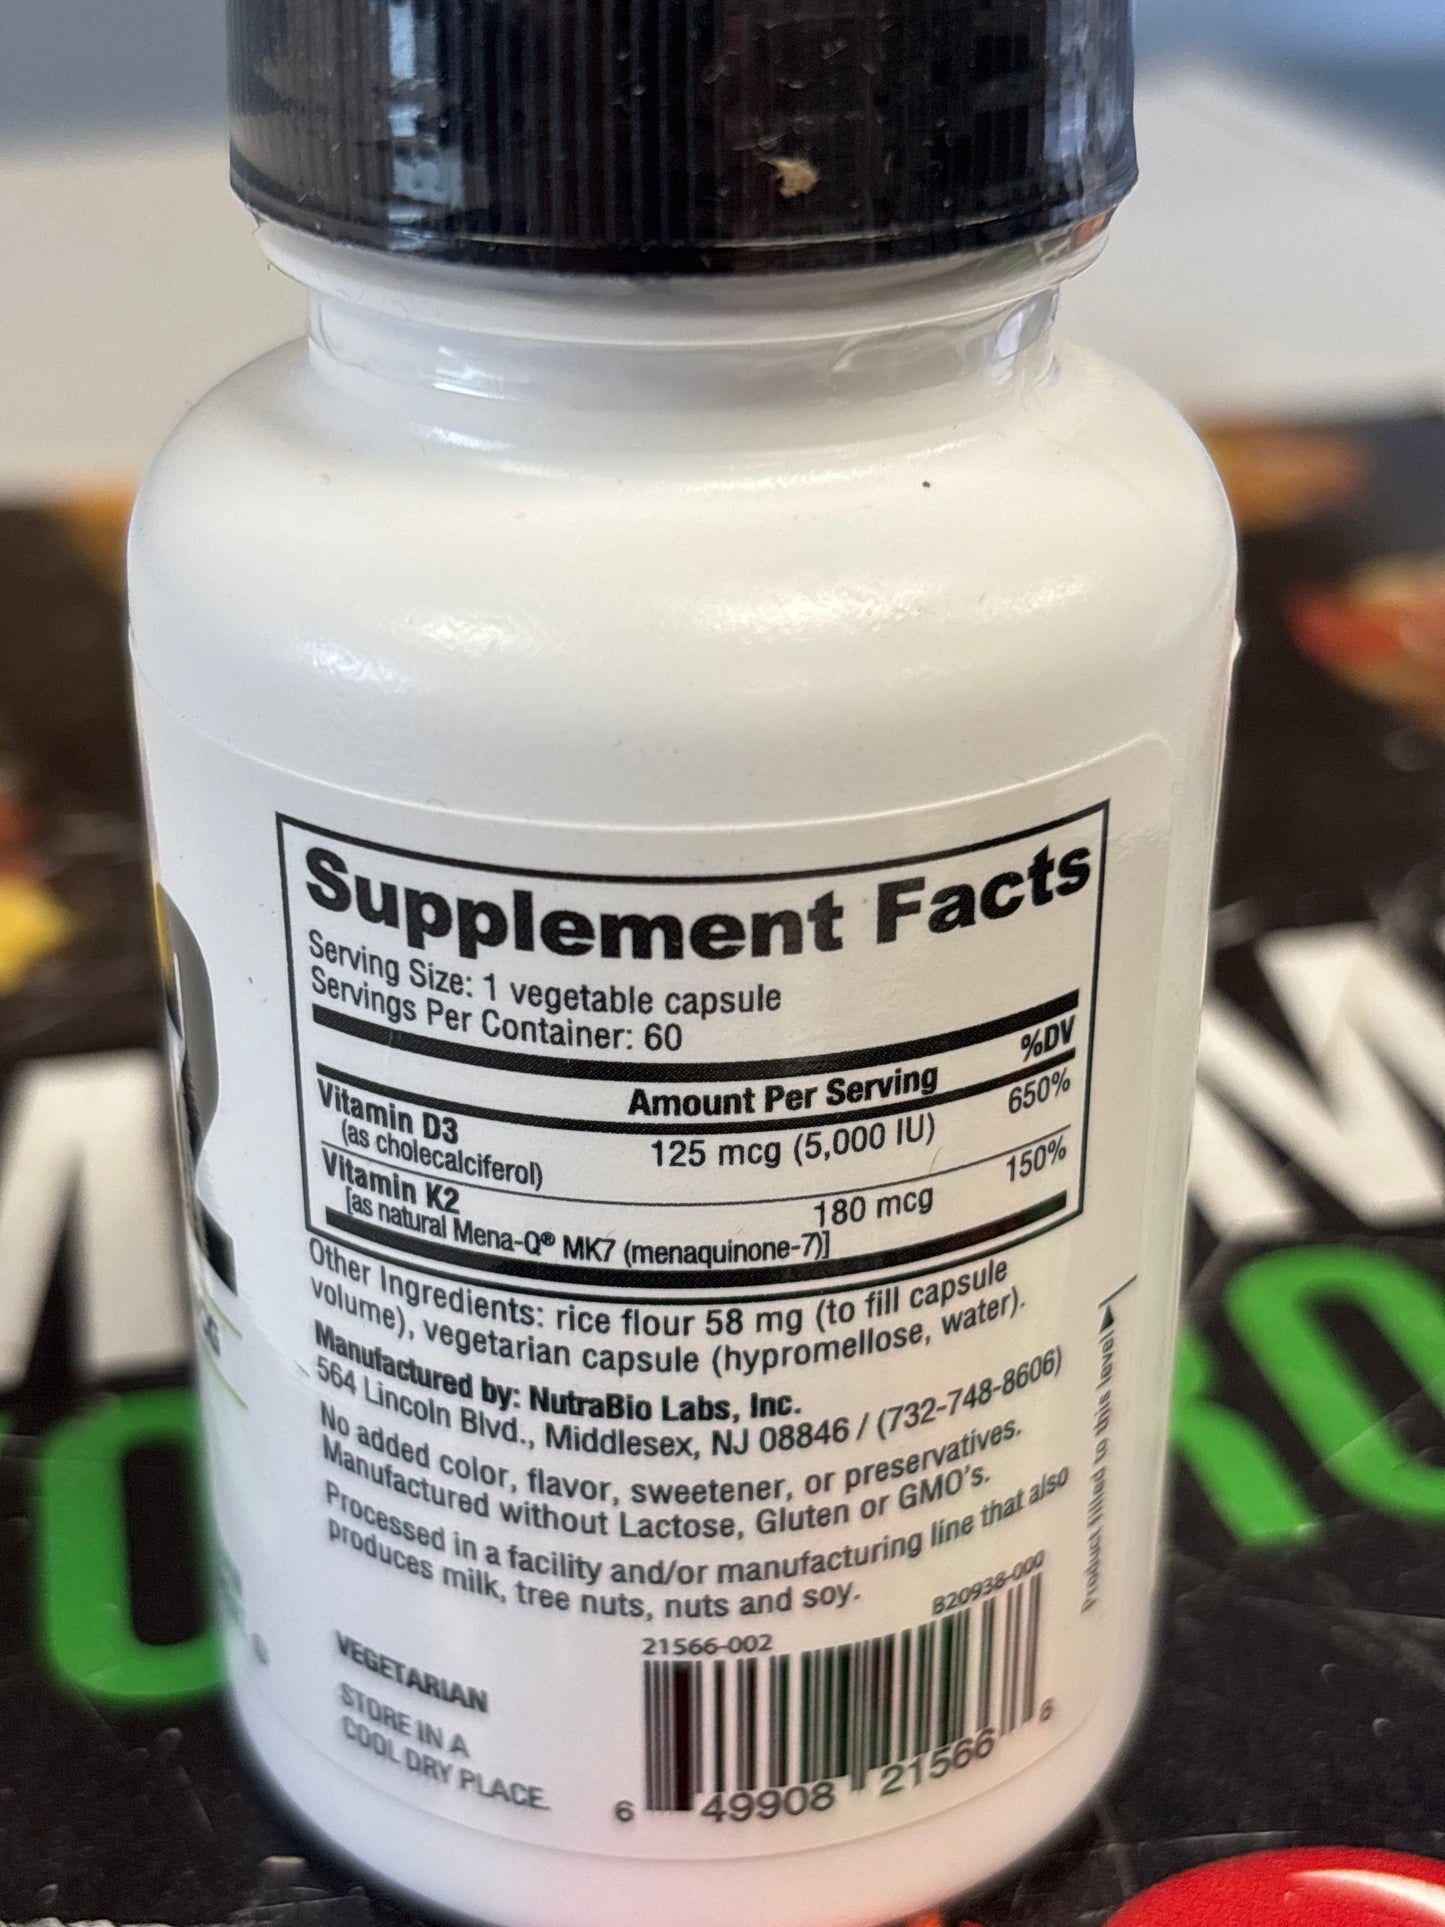 Supplement Facts
Serving Size: 1 vegetable capsule
Servings Per Container: 60
Amount Per Serving %DV
Vitamin D3 125 mcg (5,000 IU) 650%
(as cholecalciferol)
Vitamin K2 180 mcg 150%
[as natural Mena-Q® MK7 (menaquinone-7)]
Other Ingredients: rice flour 58 mg (to fill capsule
volume), vegetarian capsule (hypromellose, water).
Manufactured by: NutraBio Labs, Inc.
564 Lincoln Blvd., Middlesex, NJ 08846 / (732-748-8606)
No added color, flavor, sweetener, or preservatives.
Manufactured without Lactose, Gluten or GMO's.
Processed in a facility and/or manufacturing line that also
produces milk, tree nuts, nuts and soy.
Product filled to this level
VEGETARIAN
STORE IN A
COOL DRY PLACE.
21566-002 B20938-000
6 49908 21566 6